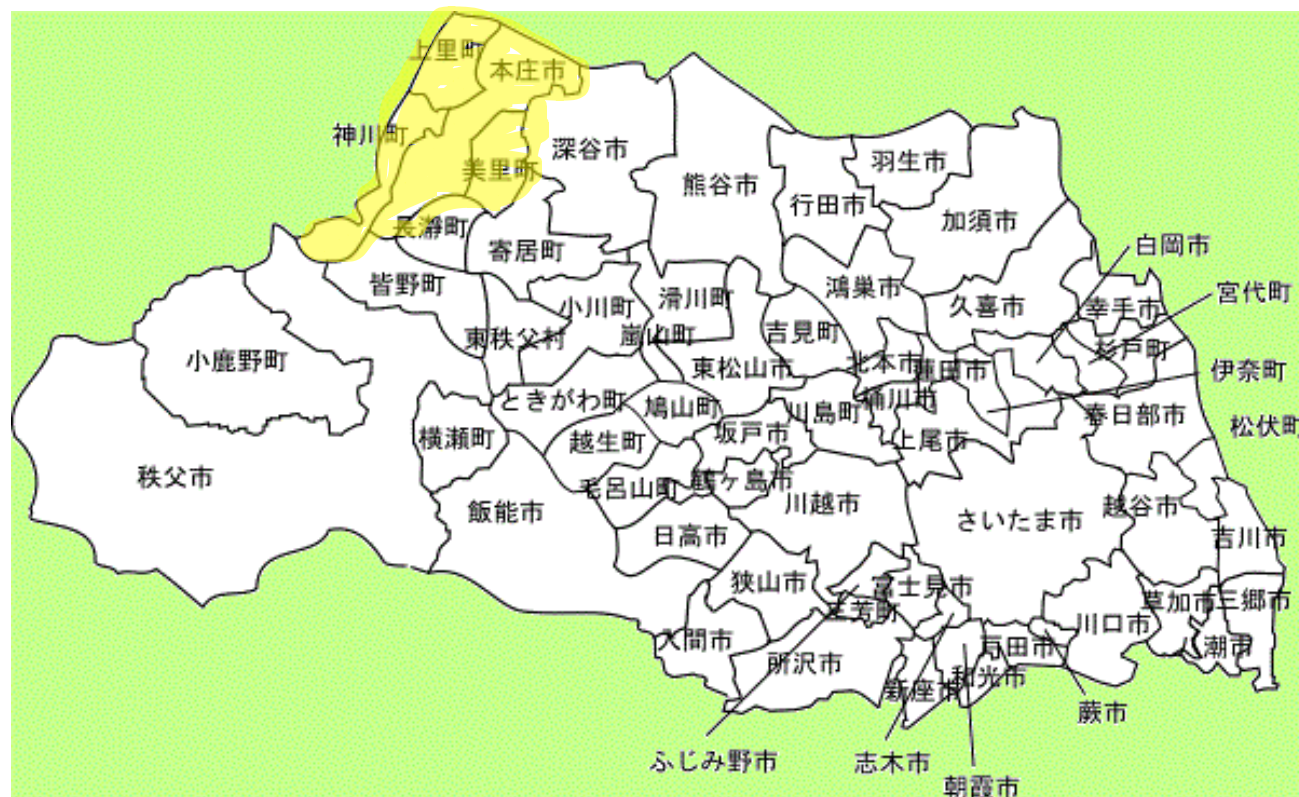 上里町
本庄市
神川町
美里町
深谷市
熊谷市
羽生市
行田市
加須市
長瀞町
寄居町
皆野町
小川町
滑川町
鴻巣市
白岡市
久喜市
幸手市
宮代町
東秩父村
嵐山町
吉見町
小鹿野町
東松山市
北本市
蓮田市
杉戸町
伊奈町
ときがわ町
鳩山町
川島町
桶川市
春日部市
松伏町
横瀬町
越生町
坂戸市
上尾市
秩父市
毛呂山町
鶴ヶ島市
飯能市
川越市
さいたま市
越谷市
日高市
吉川市
狭山市
富士見市
三芳町
草加市
三郷市
川口市
入間市
所沢市
戸田市
潮市
新座市
和光市
蕨市
ふじみ野市
志木市
朝霞市